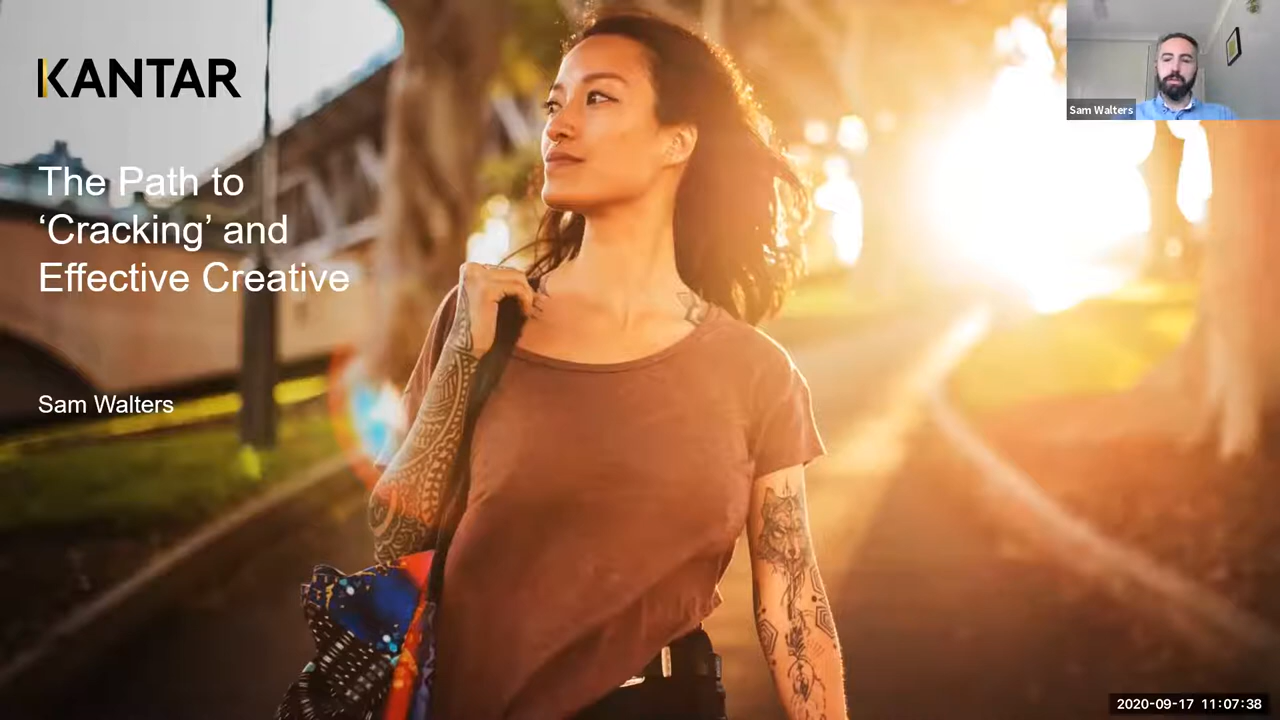 KANTAR
The Path to
‘Cracking’ and
Effective Creative
Sam Walters
Sam Walters
2020-09-17 11:07:38